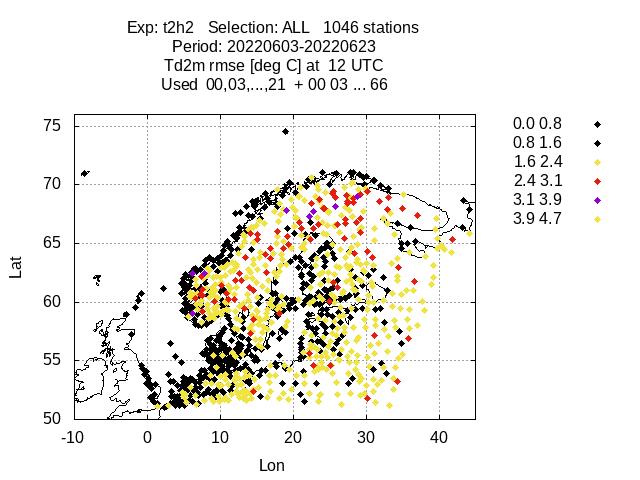 Exp: t2h2 Selection: ALL 1046 stations
Period: 20220603-20220623
Td2m rmse [deg C] at 12 UTC
Used 00,03,...,21 + 00 03 ... 66
75
70
65
60
55
50
Lat
-10 0 10 20 30 40
Lon
0.0 0.8
0.8 1.6
1.6 2.4
2.4 3.1
3.1 3.9
3.9 4.7